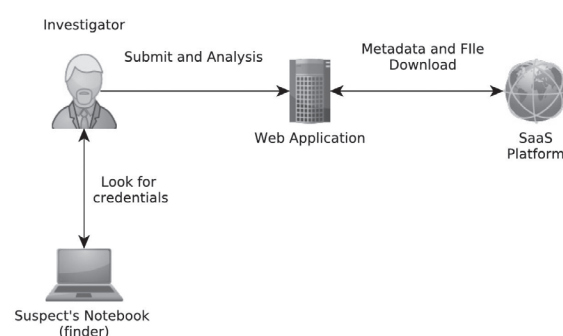 Investigator
Submit and Analysis
Metadata and FIle
Download
Web Application
SaaS
Platform
Look for
credentials
Suspect's Notebook
(finder)